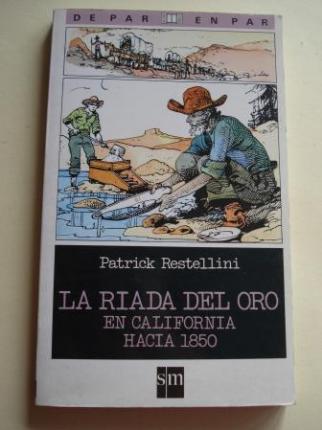 DE PAR EN PAR
Patrick Restellini
LA RIADA DEL ORO
EN CALIFORNIA
HACIA 1850
sm